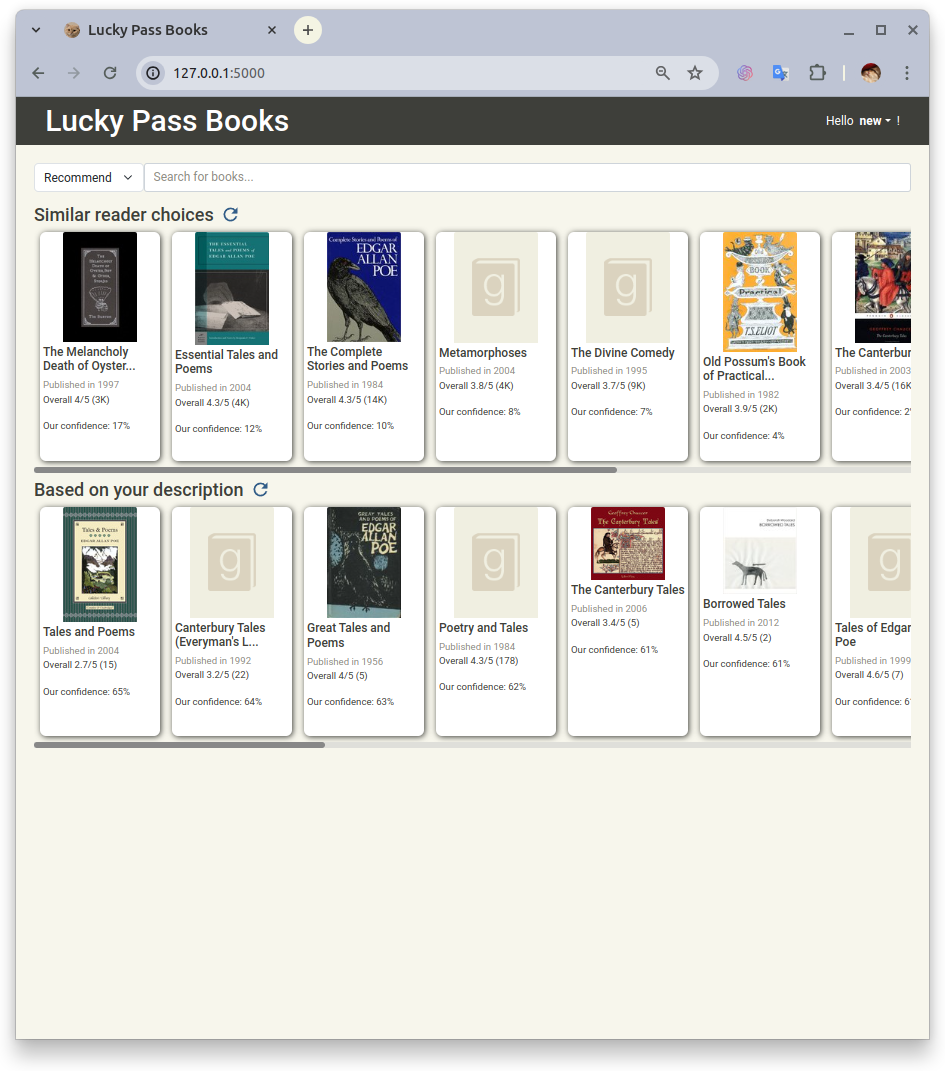 Lucky Pass Books
127.0.0.1:5000
Lucky Pass Books
Hello new !
Recommend
Search for books...
Similar reader choices
THE ESSENTIAL
TALES and POEMS of
EDGAR ALLAN POE
Complete Stories and Poems of
EDGAR
ALLAN
POE
g
g
Old
BOOK
Practical
T.S. ELIOT
The Melancholy
Death of Oyster...
Published in 1997
Overall 4/5 (3K)
Our confidence: 17%
Essential Tales and
Poems
Published in 2004
Overall 4.3/5 (4K)
Our confidence: 12%
The Complete
Stories and Poems
Published in 1984
Overall 4.3/5 (14K)
Our confidence: 10%
Metamorphoses
Published in 2004
Overall 3.8/5 (4K)
Our confidence: 8%
The Divine Comedy
Published in 1995
Overall 3.7/5 (9K)
Our confidence: 7%
Old Possum's Book
of Practical...
Published in 1982
Overall 3.9/5 (2K)
Our confidence: 4%
The Canterbur
Published in 2003
Overall 3.4/5 (16K
Our confidence: 2
Based on your description
Tales & Poems
EDGAR ALLAN POE
g
GREAT TALES
AND POEMS OF
EDGAR
ALLAN
POE
g
Geoffrey Chaucer
The Canterbury Tales
BORROWED TALES
g
Tales and Poems
Published in 2004
Overall 2.7/5 (15)
Our confidence: 65%
Canterbury Tales
(Everyman's L...
Published in 1992
Overall 3.2/5 (22)
Our confidence: 64%
Great Tales and
Poems
Published in 1956
Overall 4/5 (5)
Our confidence: 63%
Poetry and Tales
Published in 1984
Overall 4.3/5 (178)
Our confidence: 62%
The Canterbury Tales
Published in 2006
Overall 3.4/5 (5)
Our confidence: 61%
Borrowed Tales
Published in 2012
Overall 4.5/5 (2)
Our confidence: 61%
Tales of Edgar
Poe
Published in 1999
Overall 4.6/5 (7)
Our confidence: 6